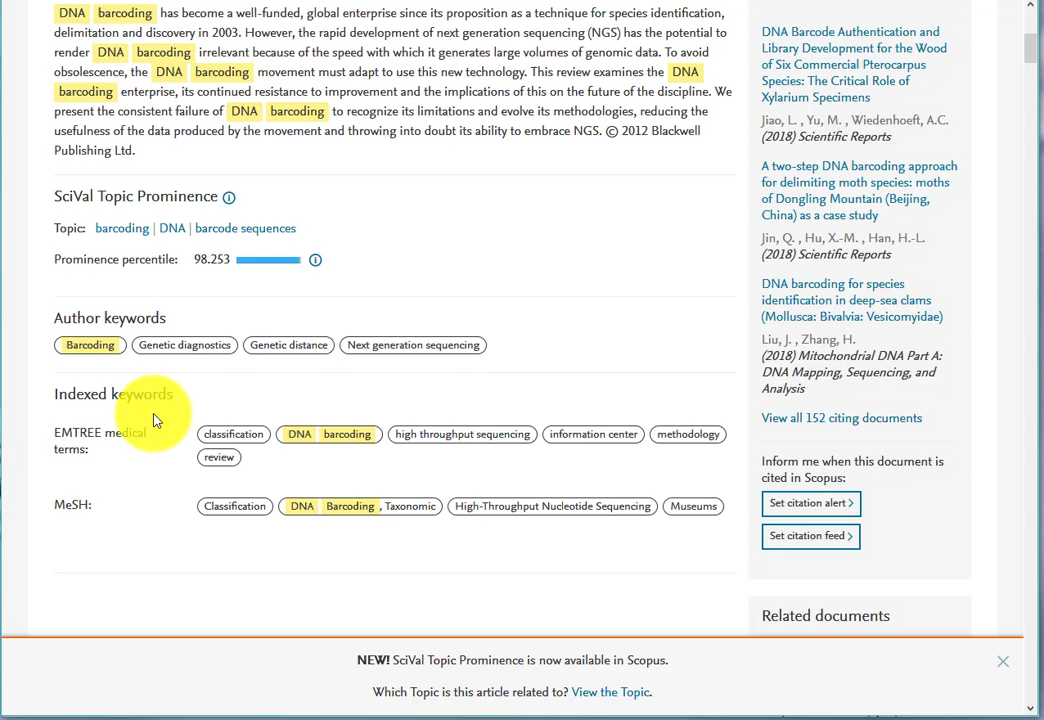 DNA barcoding has become a well-funded, global enterprise since its proposition as a technique for species identification,
delimitation and discovery in 2003. However, the rapid development of next generation sequencing (NGS) has the potential to
render DNA barcoding irrelevant because of the speed with which it generates large volumes of genomic data. To avoid
obsolescence, the DNA barcoding movement must adapt to use this new technology. This review examines the DNA
barcoding enterprise, its continued resistance to improvement and the implications of this on the future of the discipline. We
present the consistent failure of DNA barcoding to recognize its limitations and evolve its methodologies, reducing the
usefulness of the data produced by the movement and throwing into doubt its ability to embrace NGS. © 2012 Blackwell
Publishing Ltd.
SciVal Topic Prominence
Topic: barcoding | DNA | barcode sequences
Prominence percentile: 98.253
Author keywords
Barcoding Genetic diagnostics Genetic distance Next generation sequencing
Indexed keywords
EMTREE medical
terms:
classification DNA barcoding high throughput sequencing information center methodology
review
MeSH: Classification DNA Barcoding, Taxonomic High-Throughput Nucleotide Sequencing Museums
DNA Barcode Authentication and
Library Development for the Wood
of Six Commercial Pterocarpus
Species: The Critical Role of
Xylarium Specimens
Jiao, L. , Yu, M. , Wiedenhoeft, A.C.
(2018) Scientific Reports
A two-step DNA barcoding approach
for delimiting moth species: moths
of Dongling Mountain (Beijing,
China) as a case study
Jin, Q. , Hu, X.-M. , Han, H.-L.
(2018) Scientific Reports
DNA barcoding for species
identification in deep-sea clams
(Mollusca: Bivalvia: Vesicomyidae)
Liu, J. , Zhang, H.
(2018) Mitochondrial DNA Part A:
DNA Mapping, Sequencing, and
Analysis
View all 152 citing documents
Inform me when this document is
cited in Scopus:
Set citation alert >
Set citation feed >
Related documents
NEW! SciVal Topic Prominence is now available in Scopus.
Which Topic is this article related to? View the Topic.